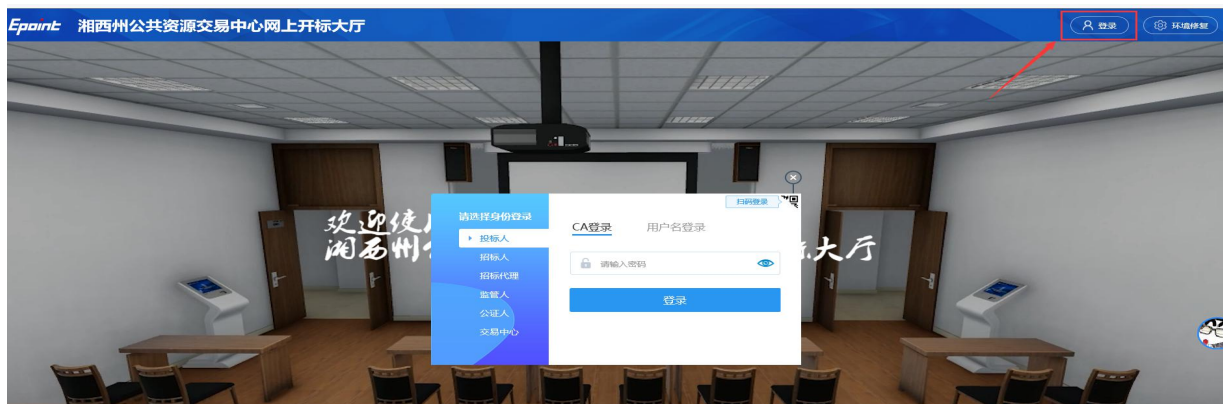 Epoint 湘西州公共资源交易中心网上开标大厅
登录
环境修复
欢迎使
湘西州
标大厅
扫码登录
请选择身份登录
投标人
招标人
招标代理
监管人
公证人
交易中心
CA登录
用户名登录
请输入密码
登录